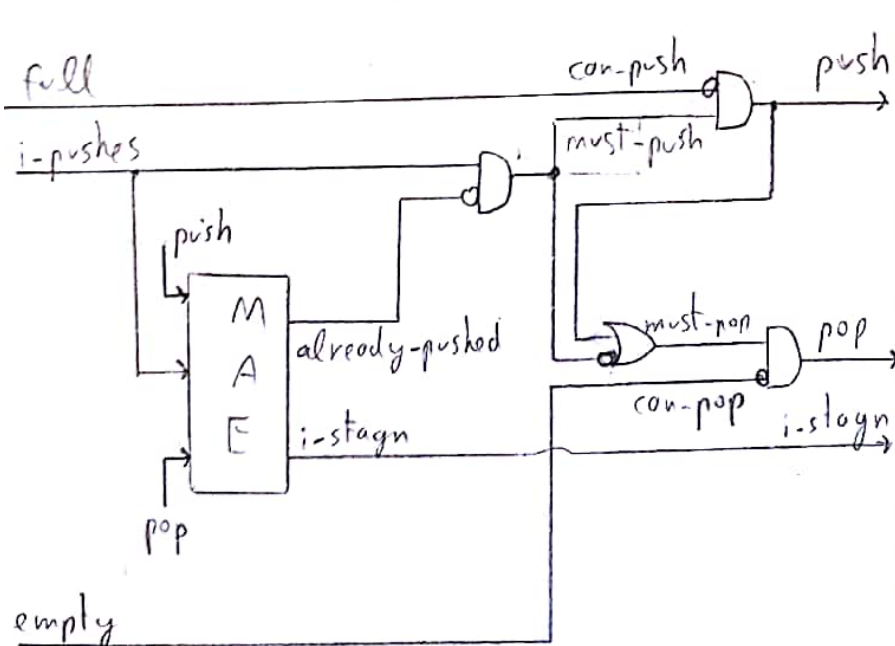 full
con-push
push
i-pushes
must-push
push
M
A
E
already-pushed
must-pop
pop
con-pop
i-stagn
i-stagn
pop
empty